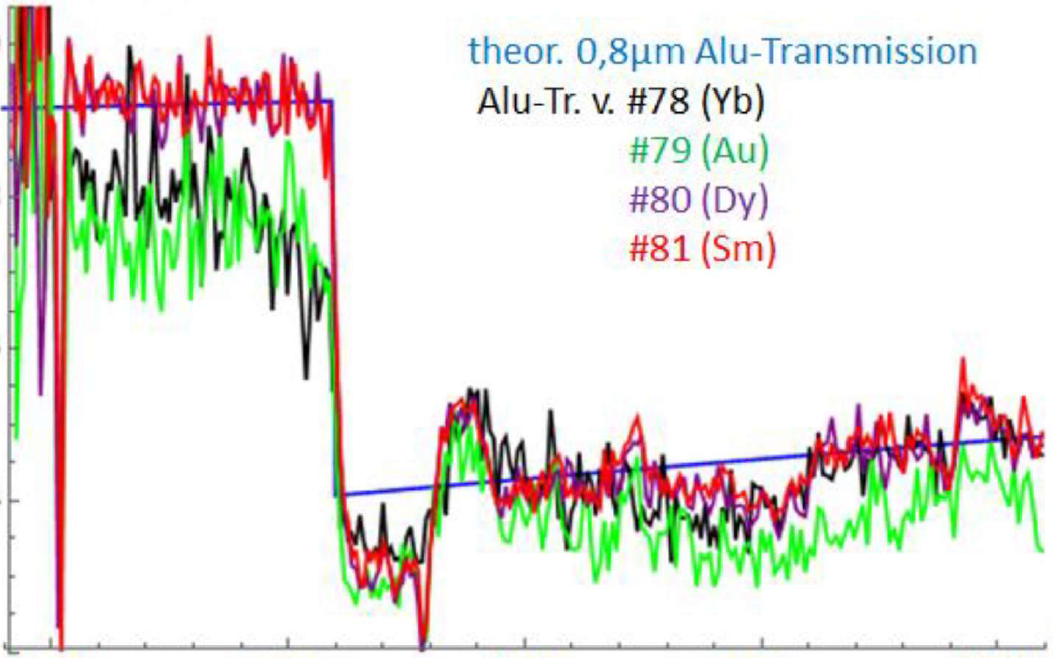 theor. 0,8µm Alu-Transmission
Alu-Tr. v. #78 (Yb)
#79 (Au)
#80 (Dy)
#81 (Sm)